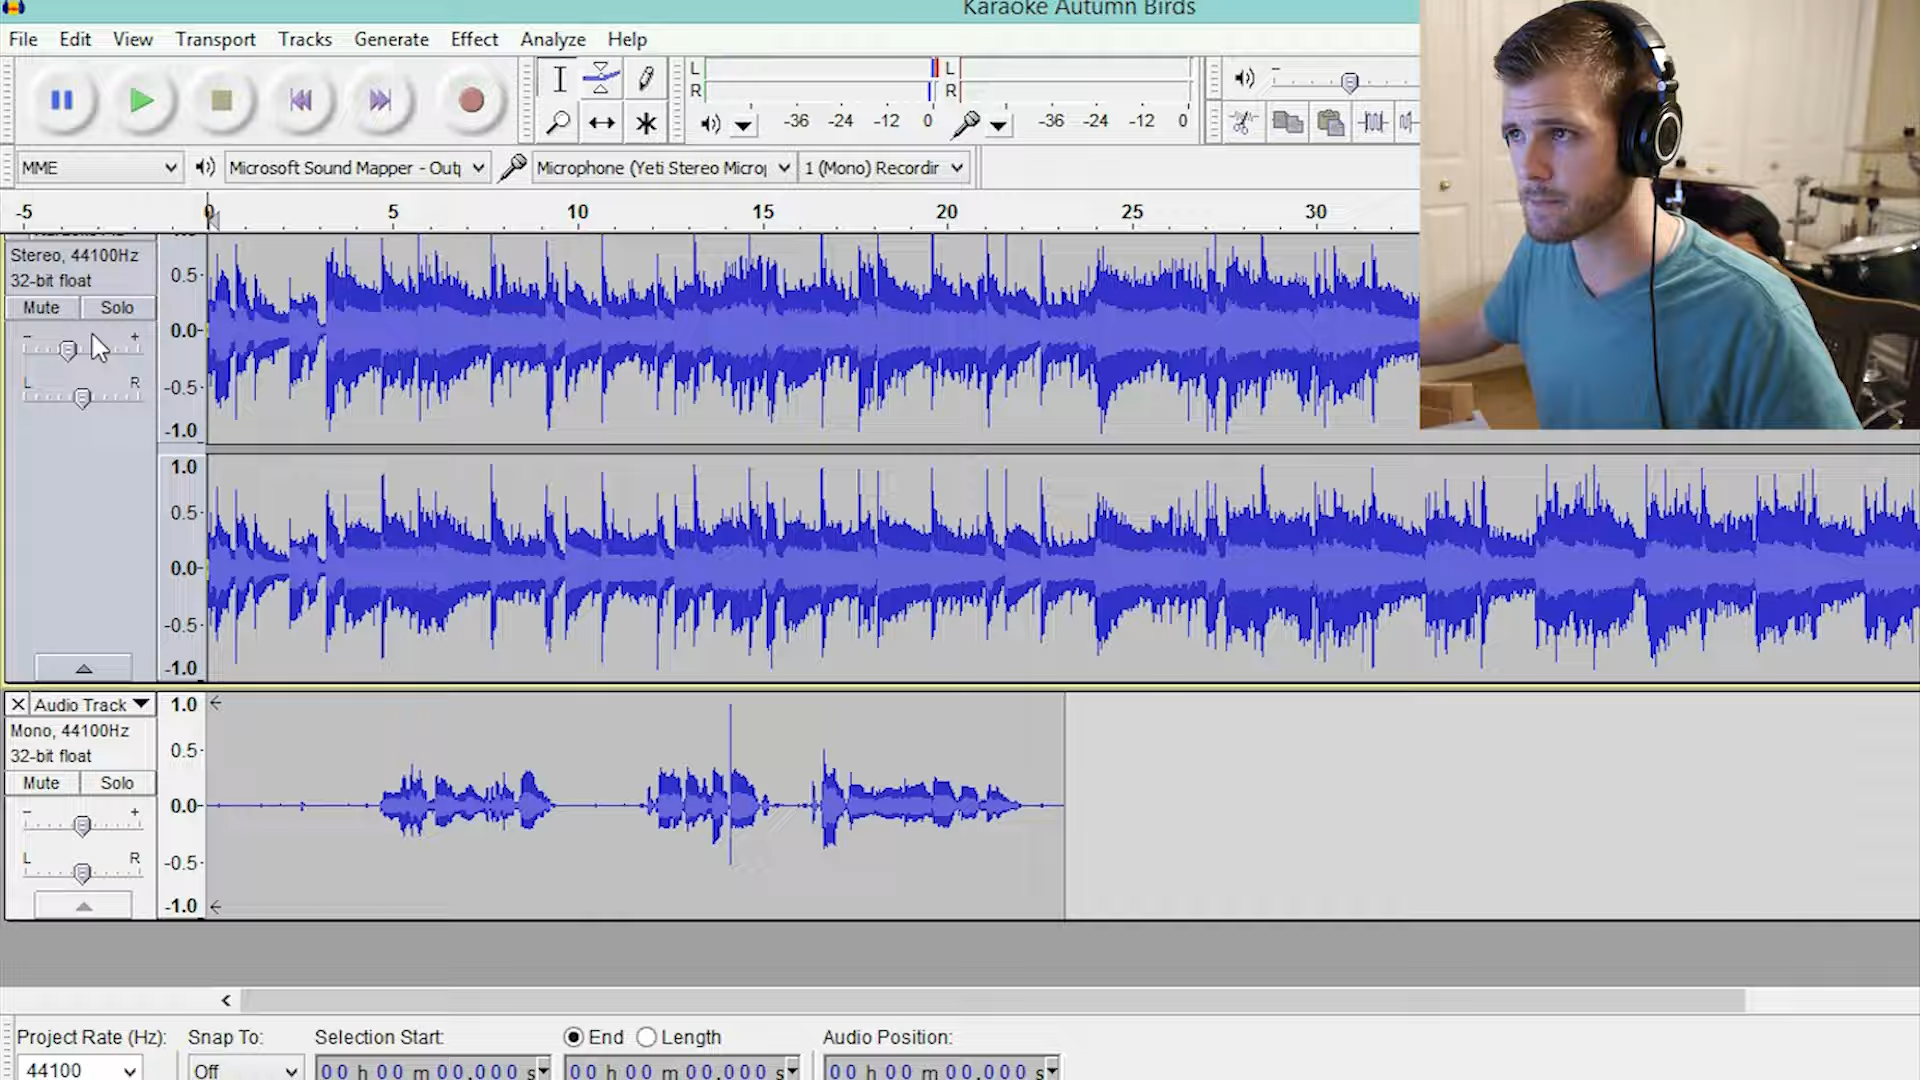 Karaoke Autumn Birds
File Edit View Transport Tracks Generate Effect Analyze Help
L L
R R
-36 -24 -12 0 -36 -24 -12 0
MME Microsoft Sound Mapper - Outp Microphone (Yeti Stereo Microp 1 (Mono) Recordir
-5 0 5 10 15 20 25 30
Stereo, 44100Hz
32-bit float
Mute Solo
- +
L R
0.5
0.0
-0.5
-1.0
1.0
0.5
0.0
-0.5
-1.0
X Audio Track
Mono, 44100Hz
32-bit float
Mute Solo
- +
L R
1.0
0.5
0.0
-0.5
-1.0
Project Rate (Hz): Snap To: Selection Start: End Length Audio Position:
44100 Off 00 h 00 m 00.000 s 00 h 00 m 00.000 s 00 h 00 m 00.000 s